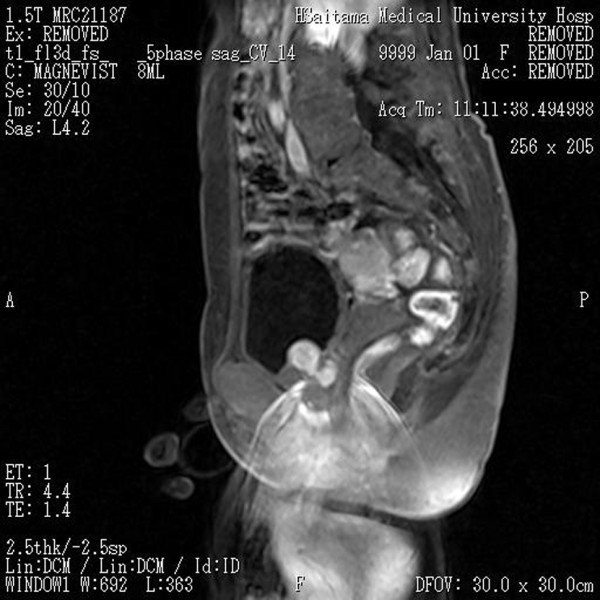 1.5T MRC21187
HSaitama Medical University Hosp
Ex: REMOVED
REMOVED
t1_fl3d_fs_ _5phase sag_CV_14
9999 Jan 01 F REMOVED
C: MAGNEVIST 8ML
Acc: REMOVED
Se: 30/10
Im: 20/40
Acq Tm: 11:11:38.494998
Sag: L4.2
256 x 205
A
P
ET: 1
TR: 4.4
TE: 1.4
2.5thk/-2.5sp
Lin:DCM / Lin:DCM / Id:ID
WINDOW1 W:692 L:363
F
DFOV: 30.0 x 30.0cm